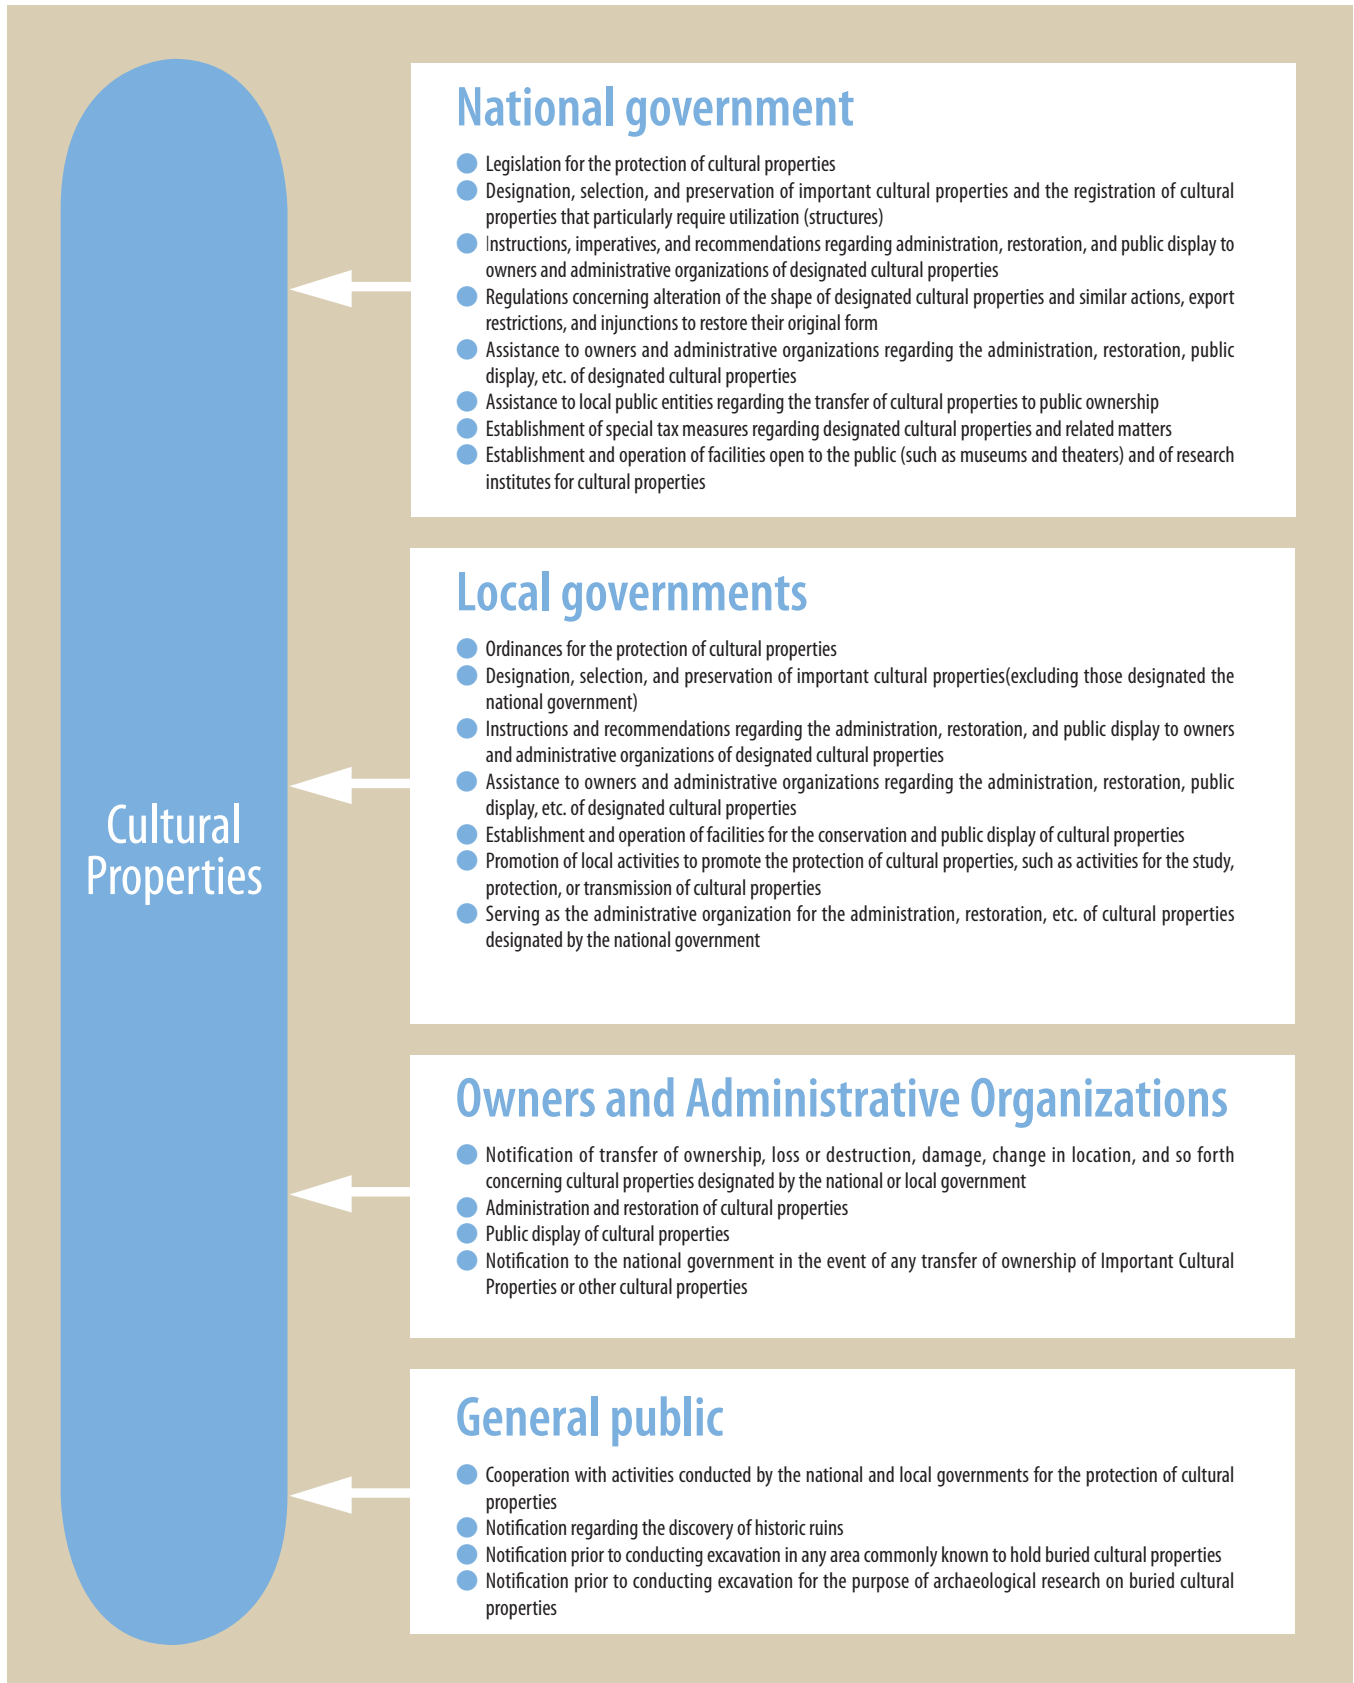 Cultural
Properties
National government
Legislation for the protection of cultural properties
Designation, selection, and preservation of important cultural properties and the registration of cultural
properties that particularly require utilization (structures)
Instructions, imperatives, and recommendations regarding administration, restoration, and public display to
owners and administrative organizations of designated cultural properties
Regulations concerning alteration of the shape of designated cultural properties and similar actions, export
restrictions, and injunctions to restore their original form
Assistance to owners and administrative organizations regarding the administration, restoration, public
display, etc. of designated cultural properties
Assistance to local public entities regarding the transfer of cultural properties to public ownership
Establishment of special tax measures regarding designated cultural properties and related matters
Establishment and operation of facilities open to the public (such as museums and theaters) and of research
institutes for cultural properties
Local governments
Ordinances for the protection of cultural properties
Designation, selection, and preservation of important cultural properties(excluding those designated the
national government)
Instructions and recommendations regarding the administration, restoration, and public display to owners
and administrative organizations of designated cultural properties
Assistance to owners and administrative organizations regarding the administration, restoration, public
display, etc. of designated cultural properties
Establishment and operation of facilities for the conservation and public display of cultural properties
Promotion of local activities to promote the protection of cultural properties, such as activities for the study,
protection, or transmission of cultural properties
Serving as the administrative organization for the administration, restoration, etc. of cultural properties
designated by the national government
Owners and Administrative Organizations
Notification of transfer of ownership, loss or destruction, damage, change in location, and so forth
concerning cultural properties designated by the national or local government
Administration and restoration of cultural properties
Public display of cultural properties
Notification to the national government in the event of any transfer of ownership of Important Cultural
Properties or other cultural properties
General public
Cooperation with activities conducted by the national and local governments for the protection of cultural
properties
Notification regarding the discovery of historic ruins
Notification prior to conducting excavation in any area commonly known to hold buried cultural properties
Notification prior to conducting excavation for the purpose of archaeological research on buried cultural
properties